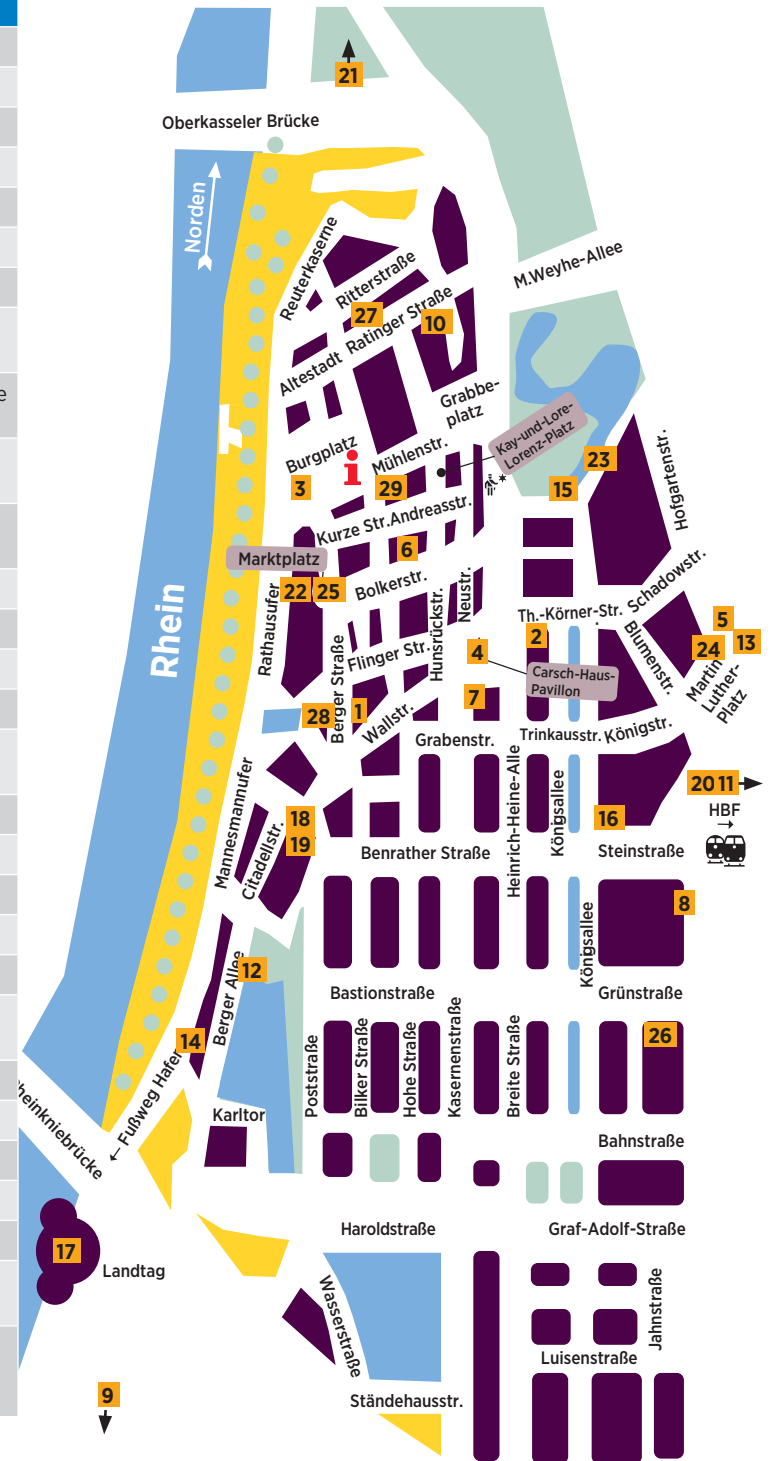 21
Oberkasseler Brücke
Norden
M.Weyhe-Allee
Reuterkaserne
Ritterstraße
27
Ratinger Straße
10
Altestadt
Grabbe-
platz
Kay-und-Lore-
Lorenz-Platz
e
Burgplatz
i
Mühlenstr.
3
29
23
15
Hofgartenstr.
Kurze Str.
Andreasstr.
6
Marktplatz
22
25
Bolkerstr.
Neustr.
Hunsrückstr.
Schadowstr.
Th.-Körner-Str.
Rhein
Rathausufer
Berger Straße
Flinger Str.
4
2
Blumenstr.
5
13
24
Martin
Luther-
Platz
Carsch-Haus-
Pavillon
7
28
1
Wallstr.
Grabenstr.
Trinkausstr.
Königstr.
Heinrich-Heine-Alle
Königsallee
20
11
HBF
→
16
Mannesmannufer
Citadellstr.
18
19
Benrather Straße
Steinstraße
8
Königsallee
Berger Allee
12
Bastionstraße
Grünstraße
14
26
Poststraße
Bilker Straße
Hohe Straße
Kasernenstraße
Breite Straße
← Fußweg Hafen
Karltor
heinkniebrücke
Bahnstraße
Haroldstraße
Graf-Adolf-Straße
17
Landtag
Wasserstraße
Jahnstraße
Luisenstraße
9
Ständehausstr.